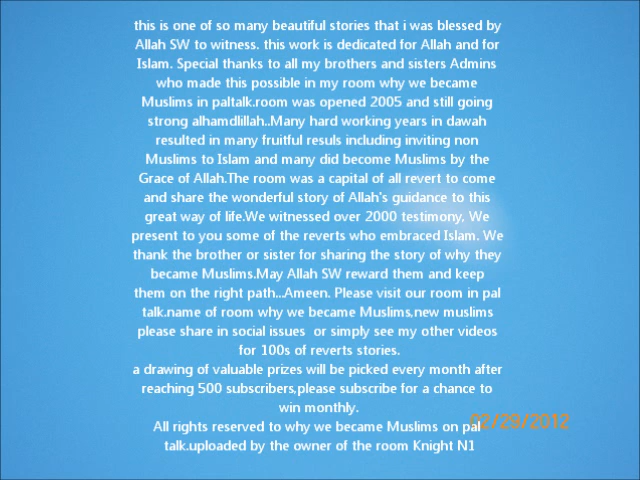 this is one of so many beautiful stories that i was blessed by
Allah SW to witness. this work is dedicated for Allah and for
Islam. Special thanks to all my brothers and sisters Admins
who made this possible in my room why we became
Muslims in paltalk.room was opened 2005 and still going
strong alhamdlillah..Many hard working years in dawah
resulted in many fruitful resuls including inviting non
Muslims to Islam and many did become Muslims by the
Grace of Allah.The room was a capital of all revert to come
and share the wonderful story of Allah's guidance to this
great way of life.We witnessed over 2000 testimony, We
present to you some of the reverts who embraced Islam. We
thank the brother or sister for sharing the story of why they
became Muslims.May Allah SW reward them and keep
them on the right path...Ameen. Please visit our room in pal
talk.name of room why we became Muslims,new muslims
please share in social issues or simply see my other videos
for 100s of reverts stories.
a drawing of valuable prizes will be picked every month after
reaching 500 subscribers,please subscribe for a chance to
win monthly.
All rights reserved to why we became Muslims on pal
talk.uploaded by the owner of the room Knight N1
02/29/2012